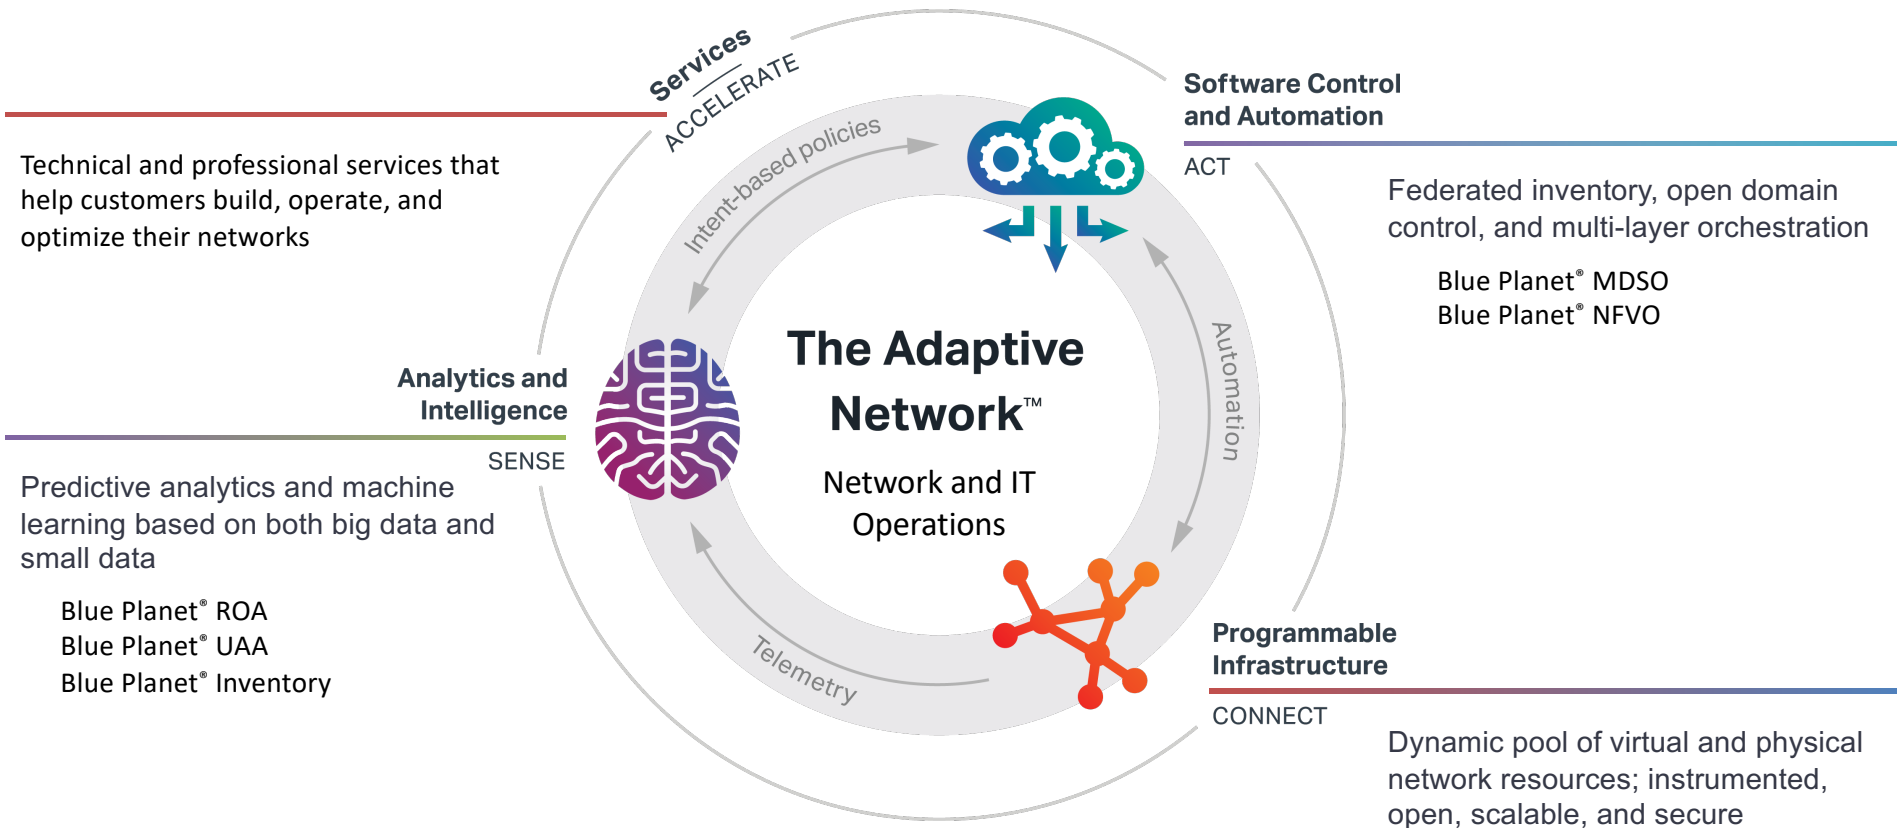 Services
ACCELERATE
Technical and professional services that
help customers build, operate, and
optimize their networks
Software Control
and Automation
ACT
Federated inventory, open domain
control, and multi-layer orchestration
Blue Planet® MDSO
Blue Planet® NFVO
Intent-based policies
Automation
Telemetry
The Adaptive
Network™
Network and IT
Operations
Analytics and
Intelligence
SENSE
Predictive analytics and machine
learning based on both big data and
small data
Blue Planet® ROA
Blue Planet® UAA
Blue Planet® Inventory
Programmable
Infrastructure
CONNECT
Dynamic pool of virtual and physical
network resources; instrumented,
open, scalable, and secure